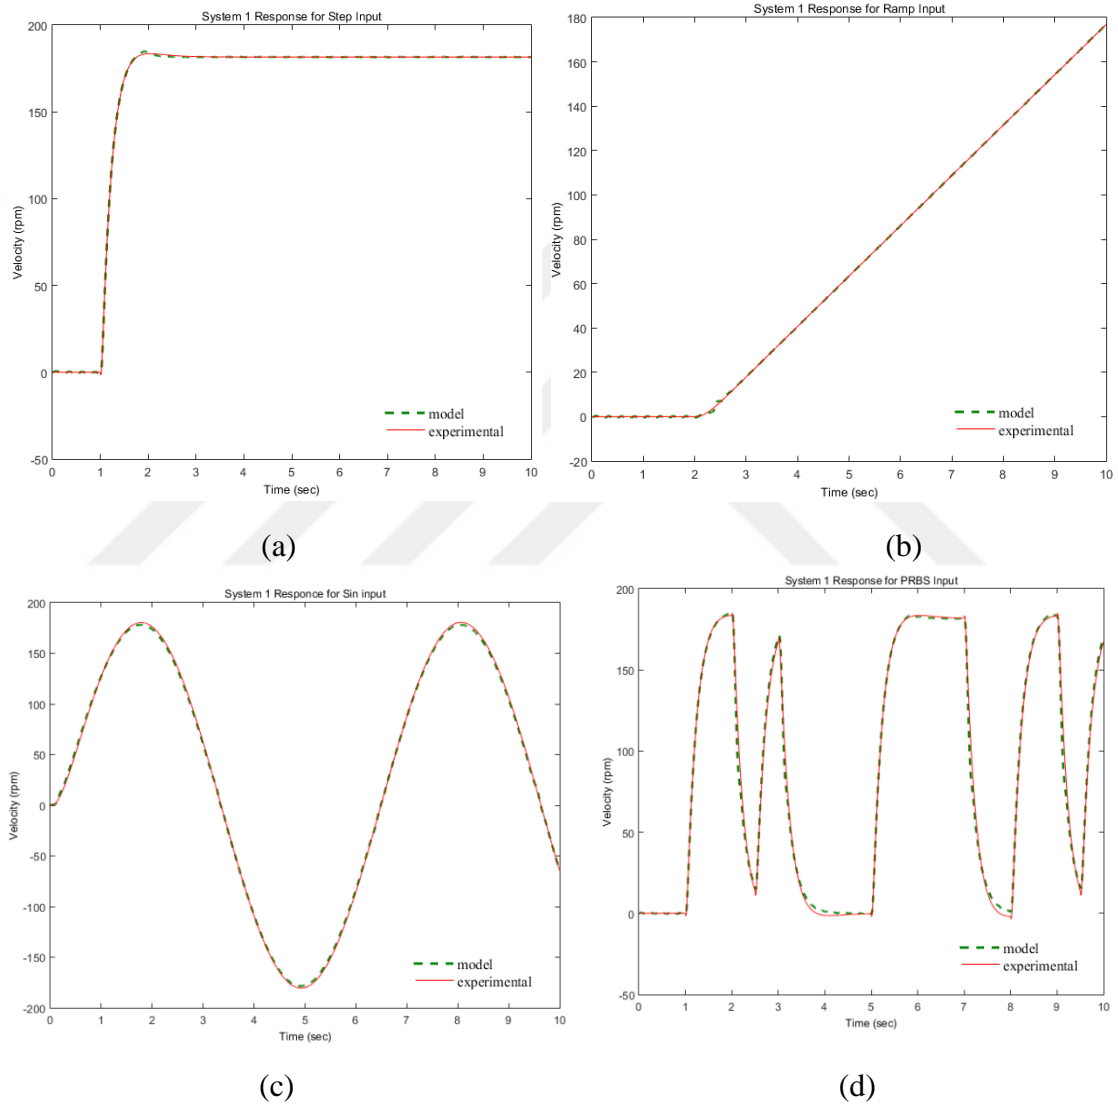 System 1 Response for Step Input
200
150
100
50
0
-50
Velocity (rpm)
model
experimental
0 1 2 3 4 5 6 7 8 9 10
Time (sec)
(a)
System 1 Response for Ramp Input
180
160
140
120
100
80
60
40
20
0
-20
Velocity (rpm)
model
experimental
0 1 2 3 4 5 6 7 8 9 10
Time (sec)
(b)
System 1 Responce for Sin input
200
150
100
50
0
-50
-100
-150
-200
Velocity (rpm)
model
experimental
0 1 2 3 4 5 6 7 8 9 10
Time (sec)
(c)
System 1 Response for PRBS Input
200
150
100
50
0
-50
Velocity (rpm)
model
experimental
0 1 2 3 4 5 6 7 8 9 10
Time (sec)
(d)